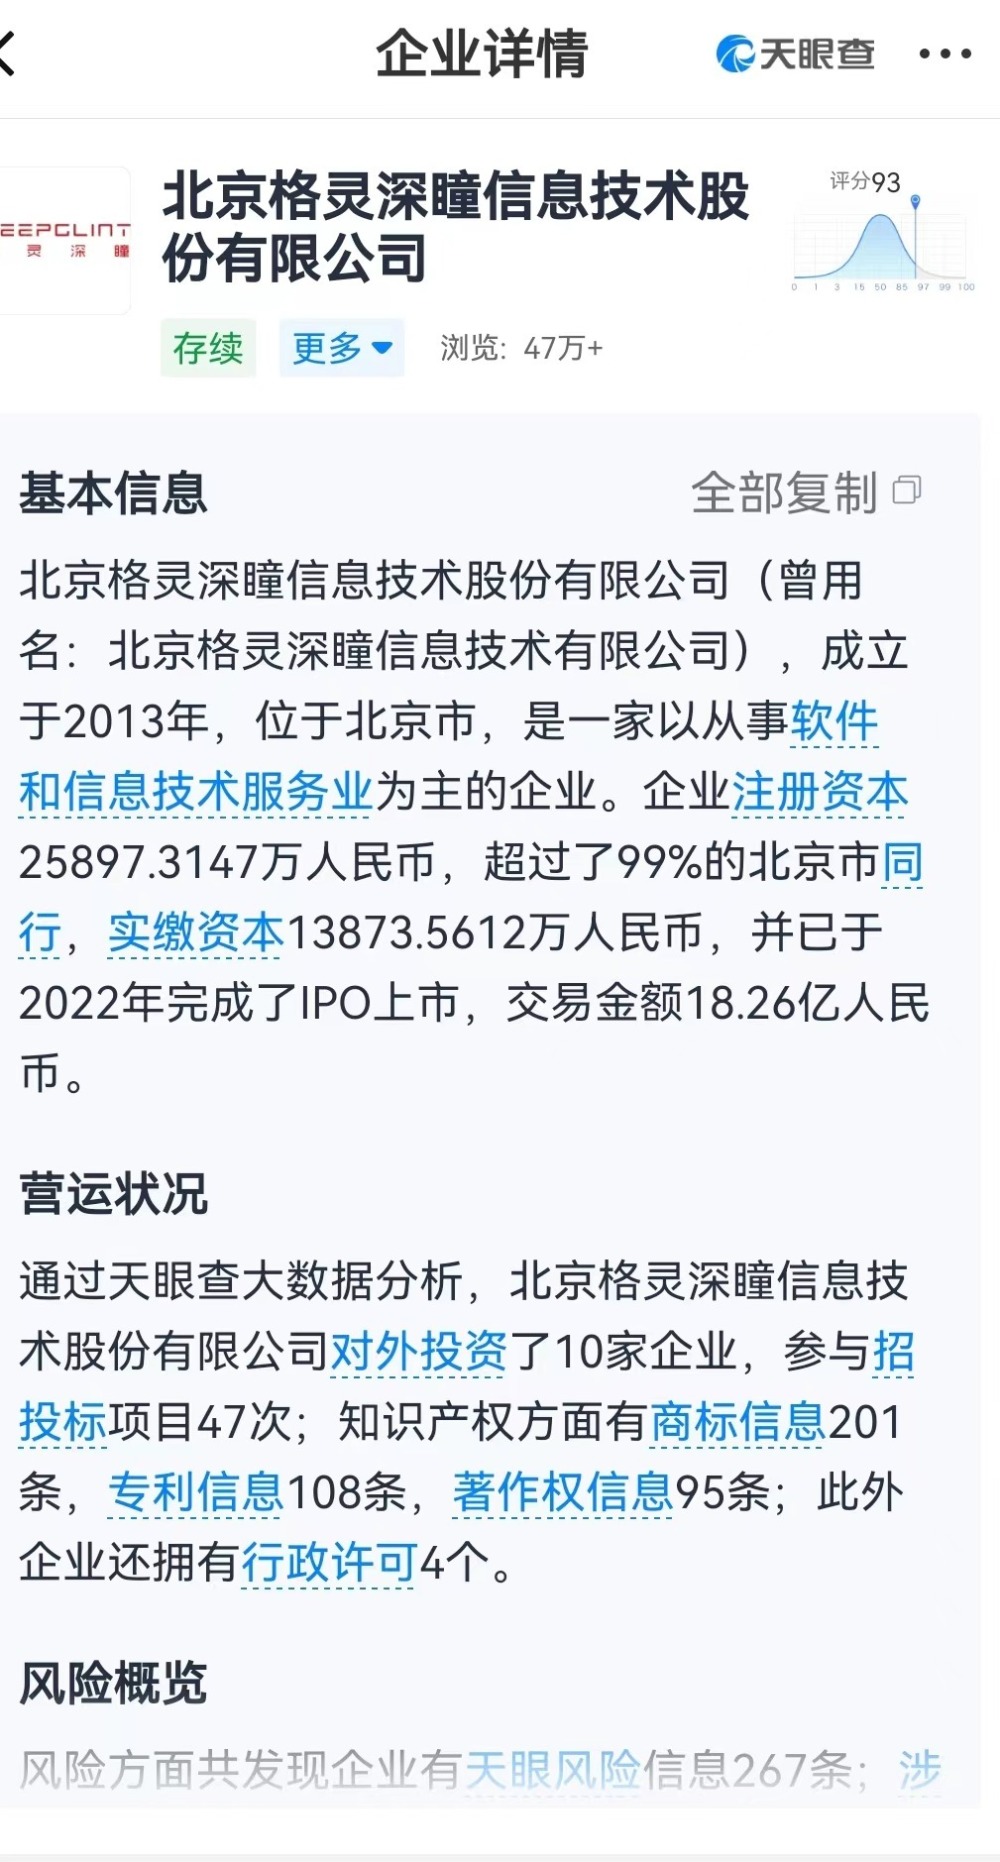 企业详情 天眼查
北京格灵深瞳信息技术股
份有限公司
评分93
EEPGLINT
灵 深 瞳
0 1 3 15 50 85 97 99 100
存续 更多 浏览：47万+
基本信息 全部复制
北京格灵深瞳信息技术股份有限公司（曾用
名：北京格灵深瞳信息技术有限公司），成立
于2013年，位于北京市，是一家以从事软件
和信息技术服务业为主的企业。企业注册资本
25897.3147万人民币，超过了99%的北京市同
行，实缴资本13873.5612万人民币，并已于
2022年完成了IPO上市，交易金额18.26亿人民
币。
营运状况
通过天眼查大数据分析，北京格灵深瞳信息技
术股份有限公司对外投资了10家企业，参与招
投标项目47次；知识产权方面有商标信息201
条，专利信息108条，著作权信息95条；此外
企业还拥有行政许可4个。
风险概览
风险方面共发现企业有天眼风险信息267条；涉